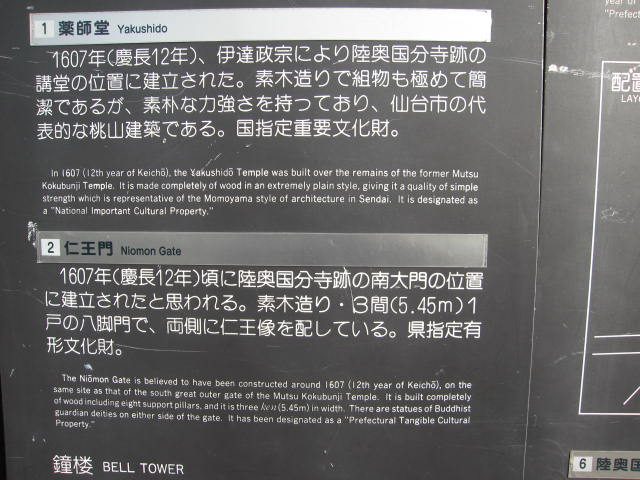 1 薬師堂 Yakushido
1607年(慶長12年)、伊達政宗により陸奥国分寺跡の
講堂の位置に建立された。素木造りで組物も極めて簡
潔であるが、素朴な力強さを持っており、仙台市の代
表的な桃山建築である。国指定重要文化財。
In 1607 (12th year of Keichō), the Yakushidō Temple was built over the remains of the former Mutsu
Kokubunji Temple. It is made completely of wood in an extremely plain style, giving it a quality of simple
strength which is representative of the Momoyama style of architecture in Sendai. It is designated as
a "National Important Cultural Property."
2 仁王門 Niomon Gate
1607年(慶長12年)頃に陸奥国分寺跡の南大門の位置
に建立されたと思われる。素木造り・3間(5.45m)1
戸の八脚門で、両側に仁王像を配している。県指定有
形文化財。
The Niōmon Gate is believed to have been constructed around 1607 (12th year of Keichō), on the
same site as that of the south great outer gate of the Mutsu Kokubunji Temple. It is built completely
of wood including eight support pillars, and it is three ken (5.45m) in width. There are statues of Buddhist
guardian deities on either side of the gate. It has been designated as a "Prefectural Tangible Cultural
Property."
鐘楼 BELL TOWER
year of
"Prefect
配置
LAY
6 陸奥国